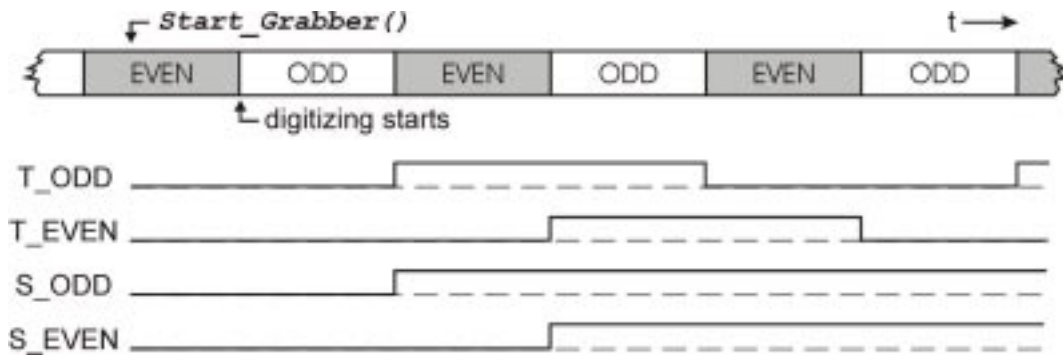 Start_Grabber() t
EVEN ODD EVEN ODD EVEN ODD
digitizing starts
T_ODD
T_EVEN
S_ODD
S_EVEN